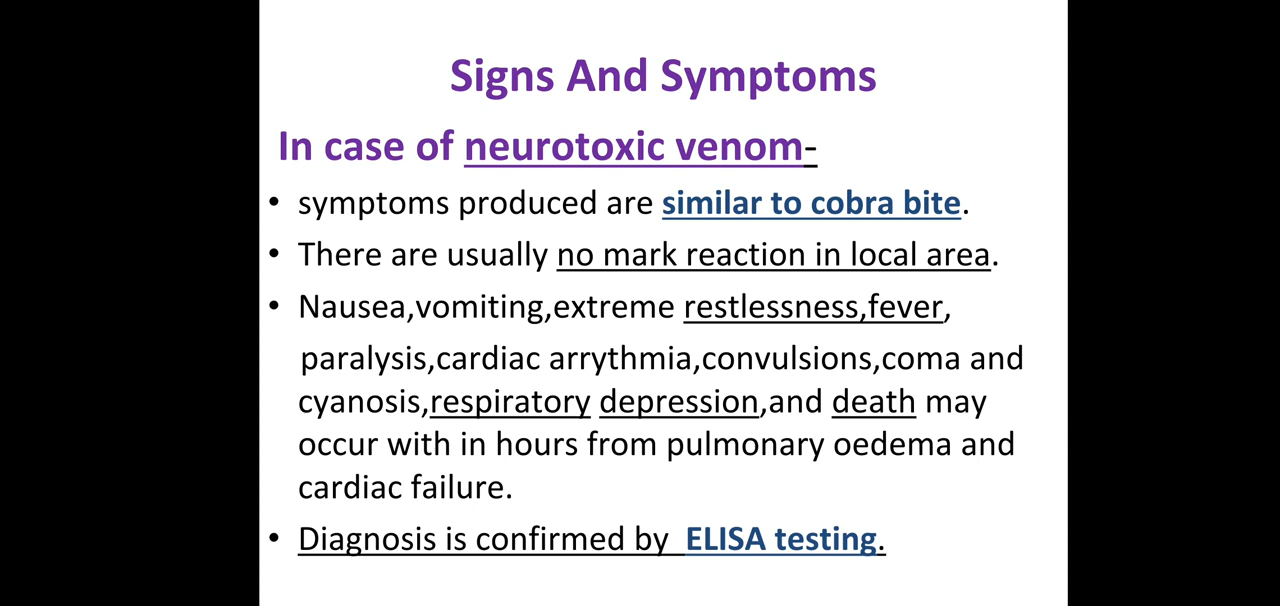 Signs And Symptoms
In case of neurotoxic venom-
• symptoms produced are similar to cobra bite.
• There are usually no mark reaction in local area.
• Nausea,vomiting,extreme restlessness,fever,
paralysis,cardiac arrythmia,convulsions,coma and
cyanosis,respiratory depression,and death may
occur with in hours from pulmonary oedema and
cardiac failure.
• Diagnosis is confirmed by ELISA testing.